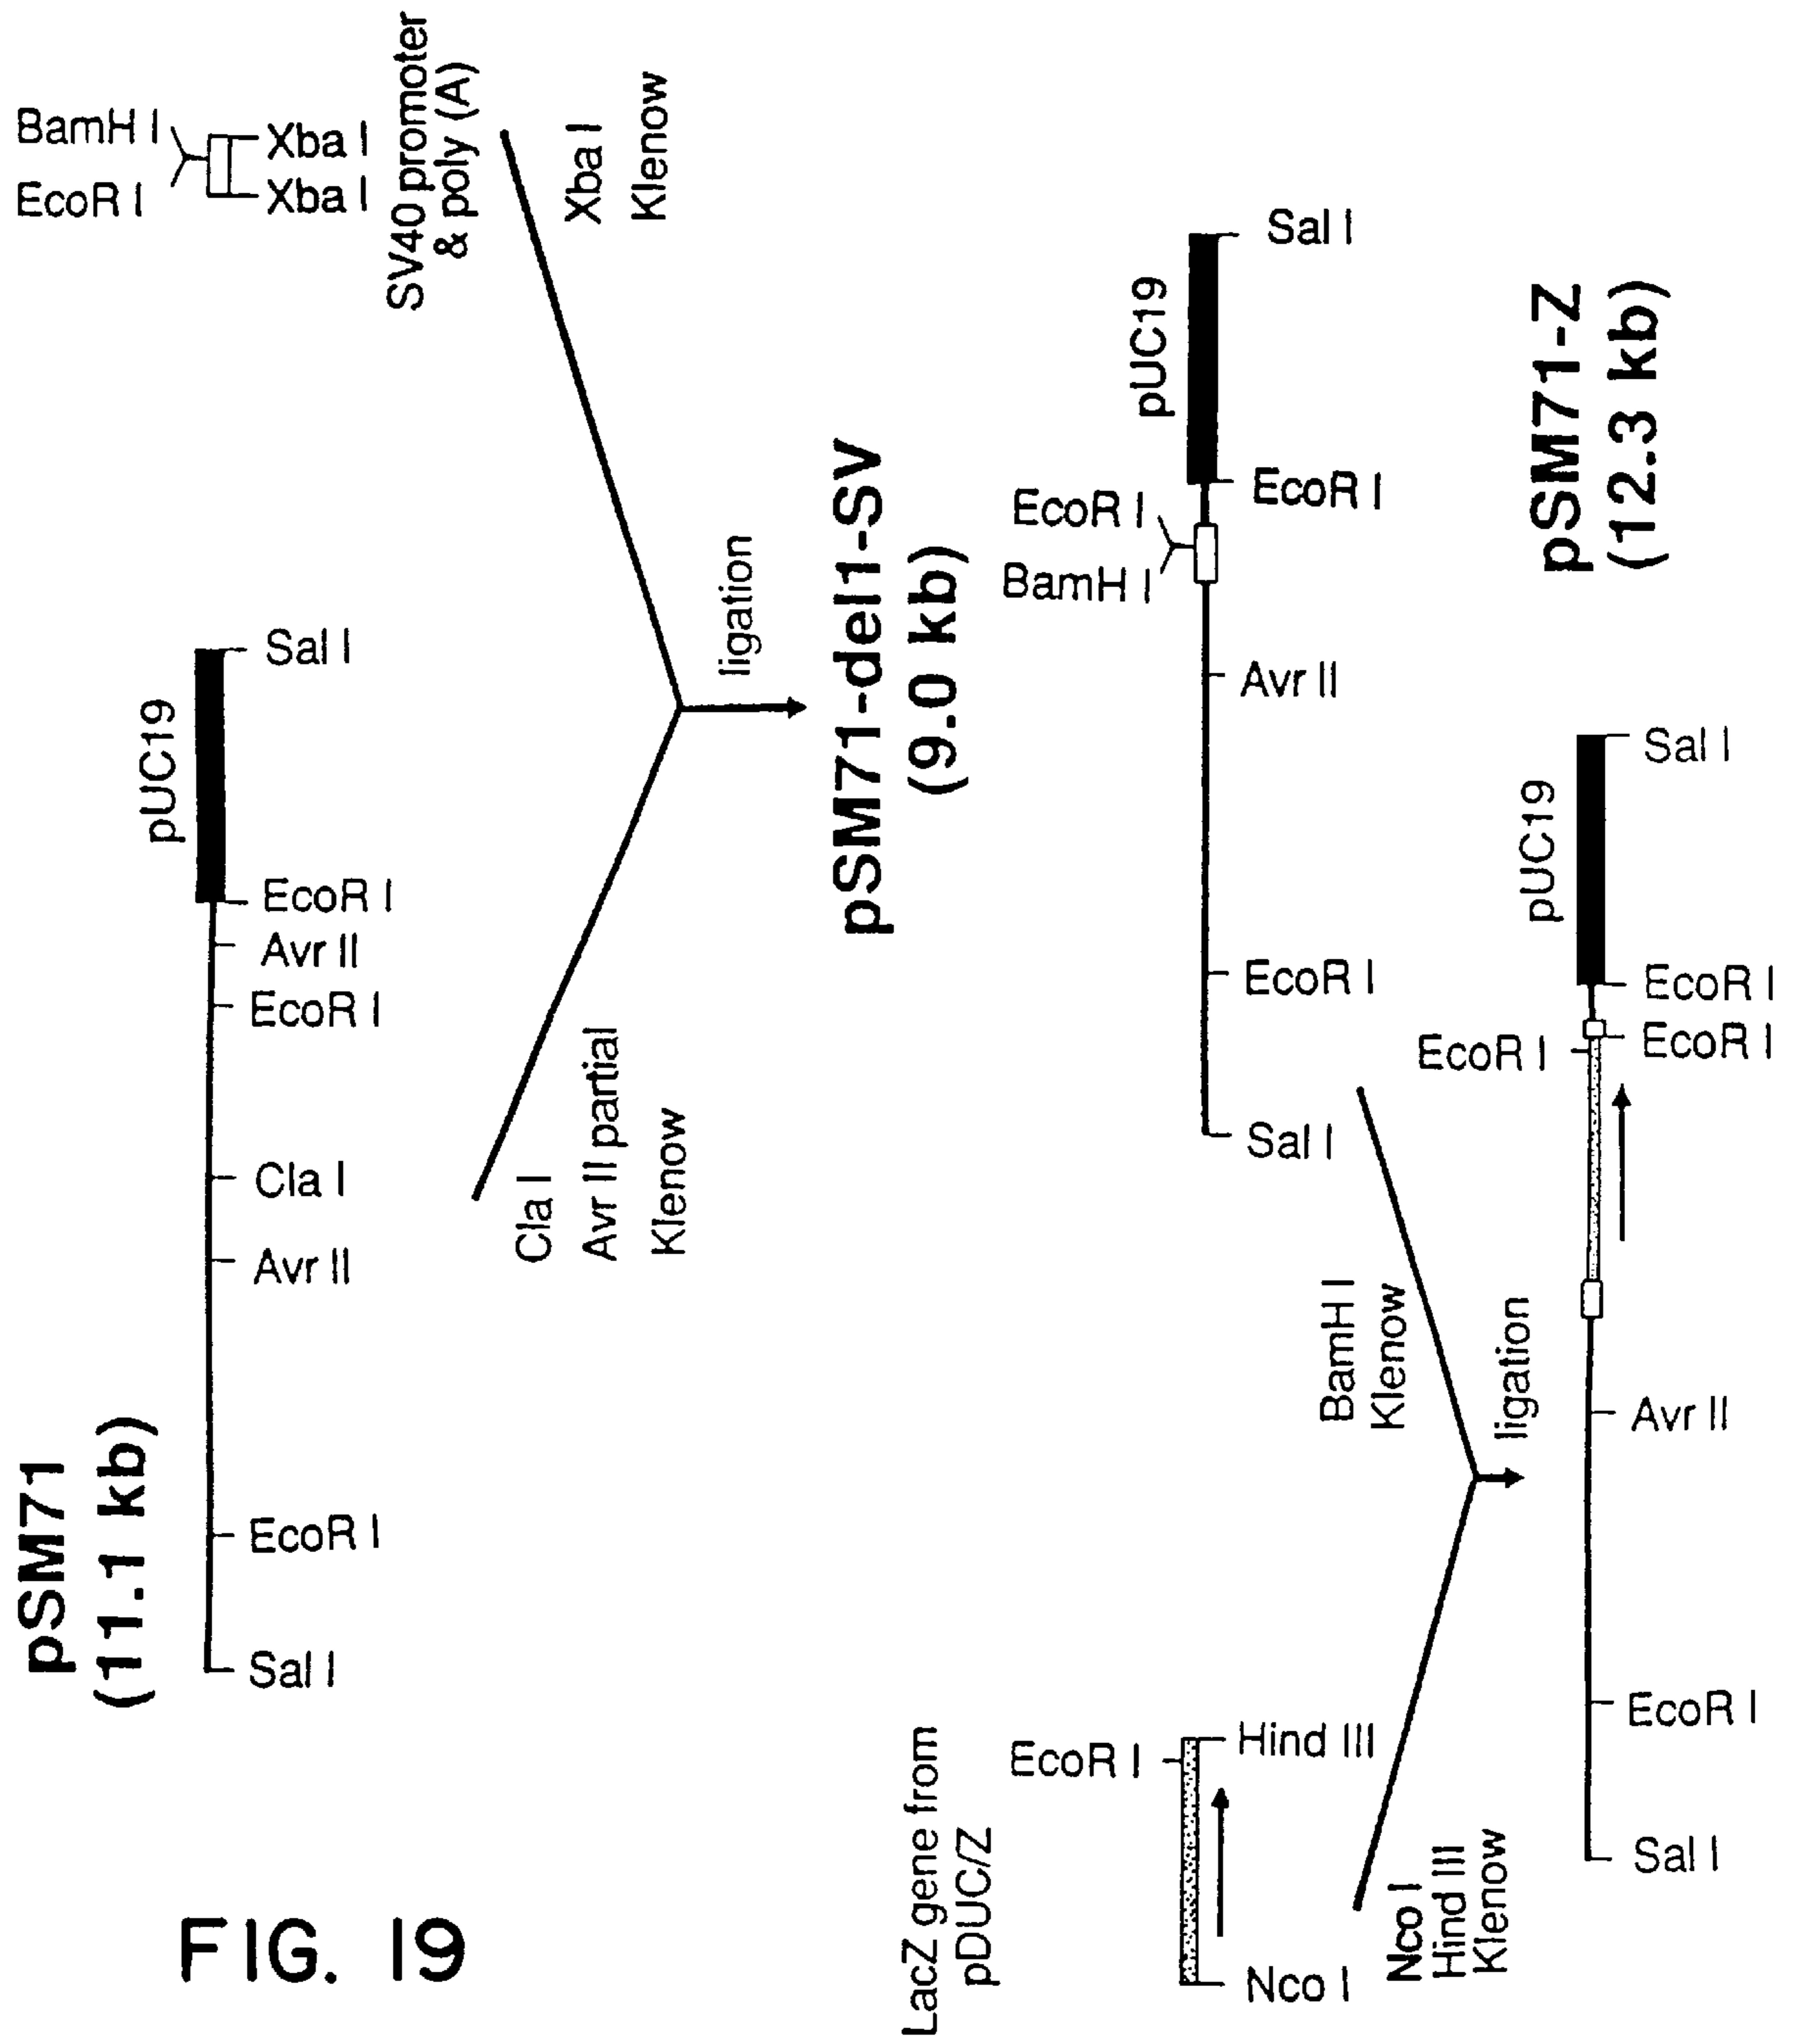 FIG. 19
pSM71
(11.1 kb)
pUC19
Sal I
EcoR I
Avr II
Cla I
EcoR I
Avr II
EcoR I
Sal I
BamH I
EcoR I
Xba I
Xba I
SV40 promoter
& poly (A)
Cla I
Avr II partial
Klenow
Xba I
Klenow
ligation
pSM71-del1-SV
(9.0 kb)
pUC19
EcoR I
BamH I
Sal I
EcoR I
Avr II
EcoR I
Sal I
LacZ gene from
pDUC/Z
EcoR I
Nco I
Hind III
Nco I
Hind III
Klenow
BamH I
Klenow
ligation
pSM71-Z
(12.3 kb)
pUC19
EcoR I
Sal I
EcoR I
Avr II
EcoR I
EcoR I
Sal I